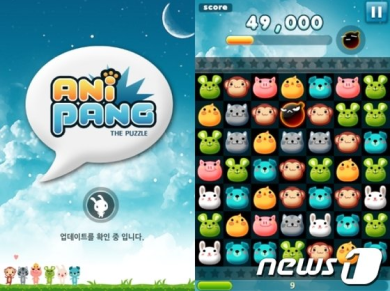 ANI
PANG
THE PUZZLE
업데이트를 확인 중 입니다.
score
49,000
9
news1